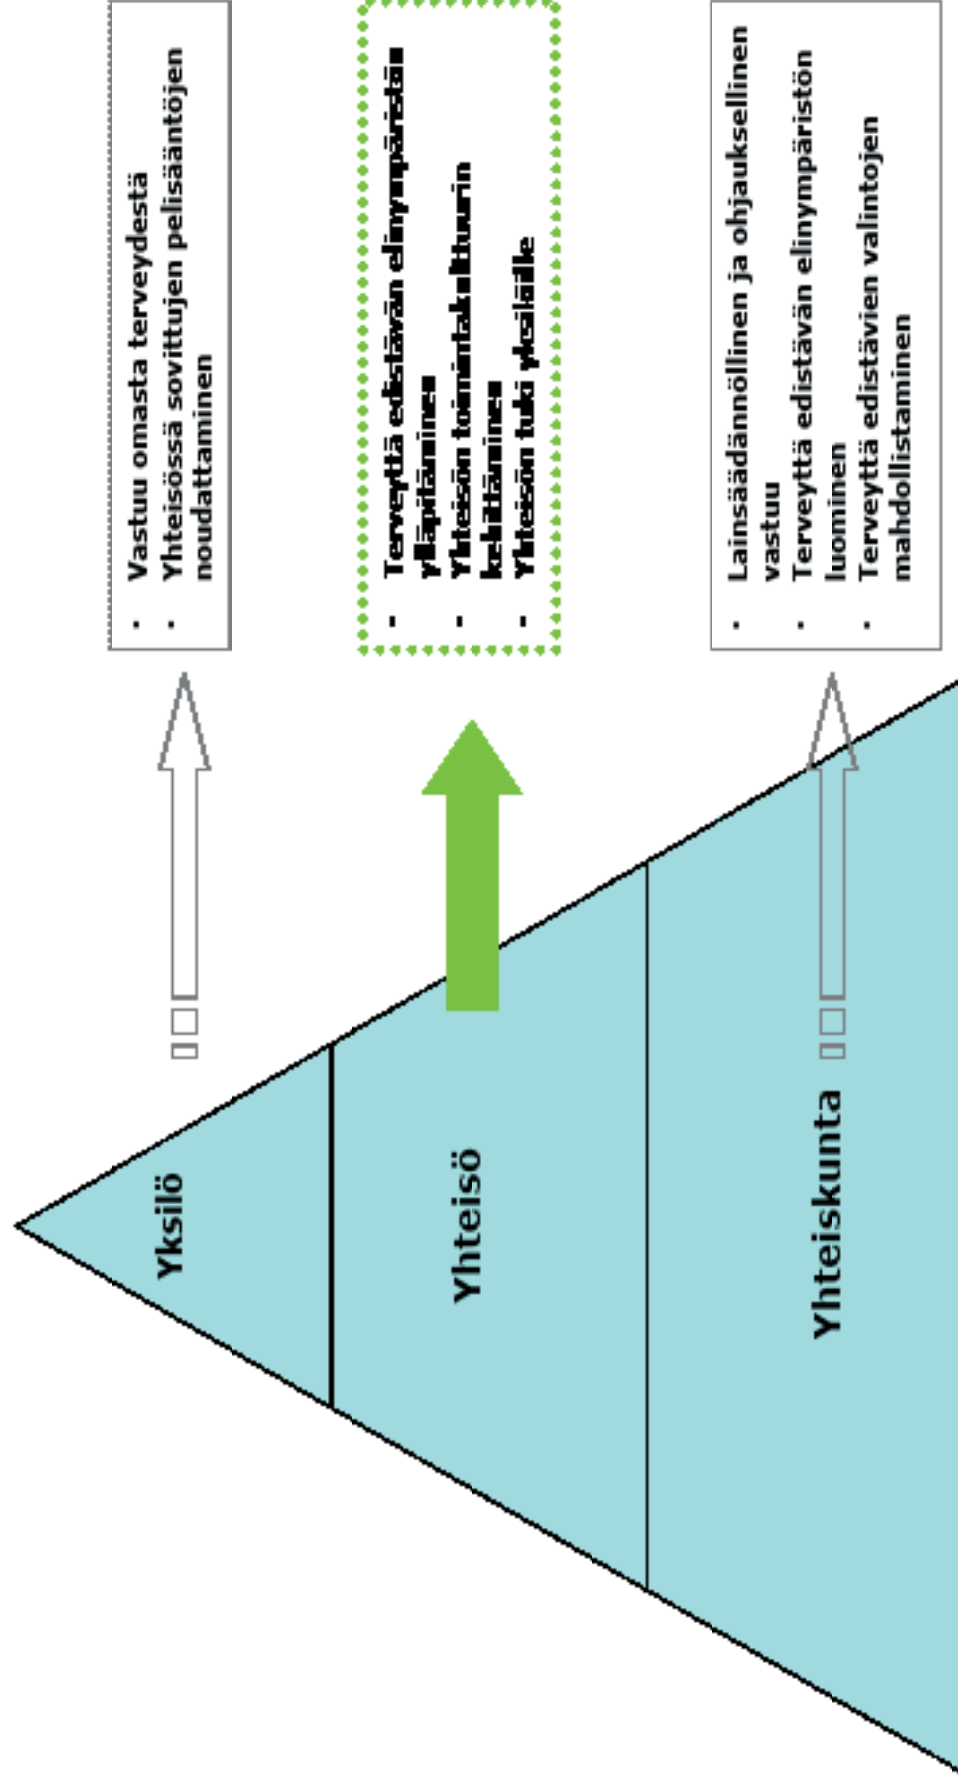 Yksilö
- Vastuu omasta terveydestä
- Yhteisössä sovittujen pelisääntöjen
noudattaminen
Yhteisö
- Terveyttä edistävän elinympäristön
ylläpitäminen
- Yhteisön toimintakulttuurin
kehittäminen
- Yhteisön tuki yksilöille
Yhteiskunta
- Lainsäädännöllinen ja ohjauksellinen
vastuu
- Terveyttä edistävän elinympäristön
luominen
- Terveyttä edistävien valintojen
mahdollistaminen